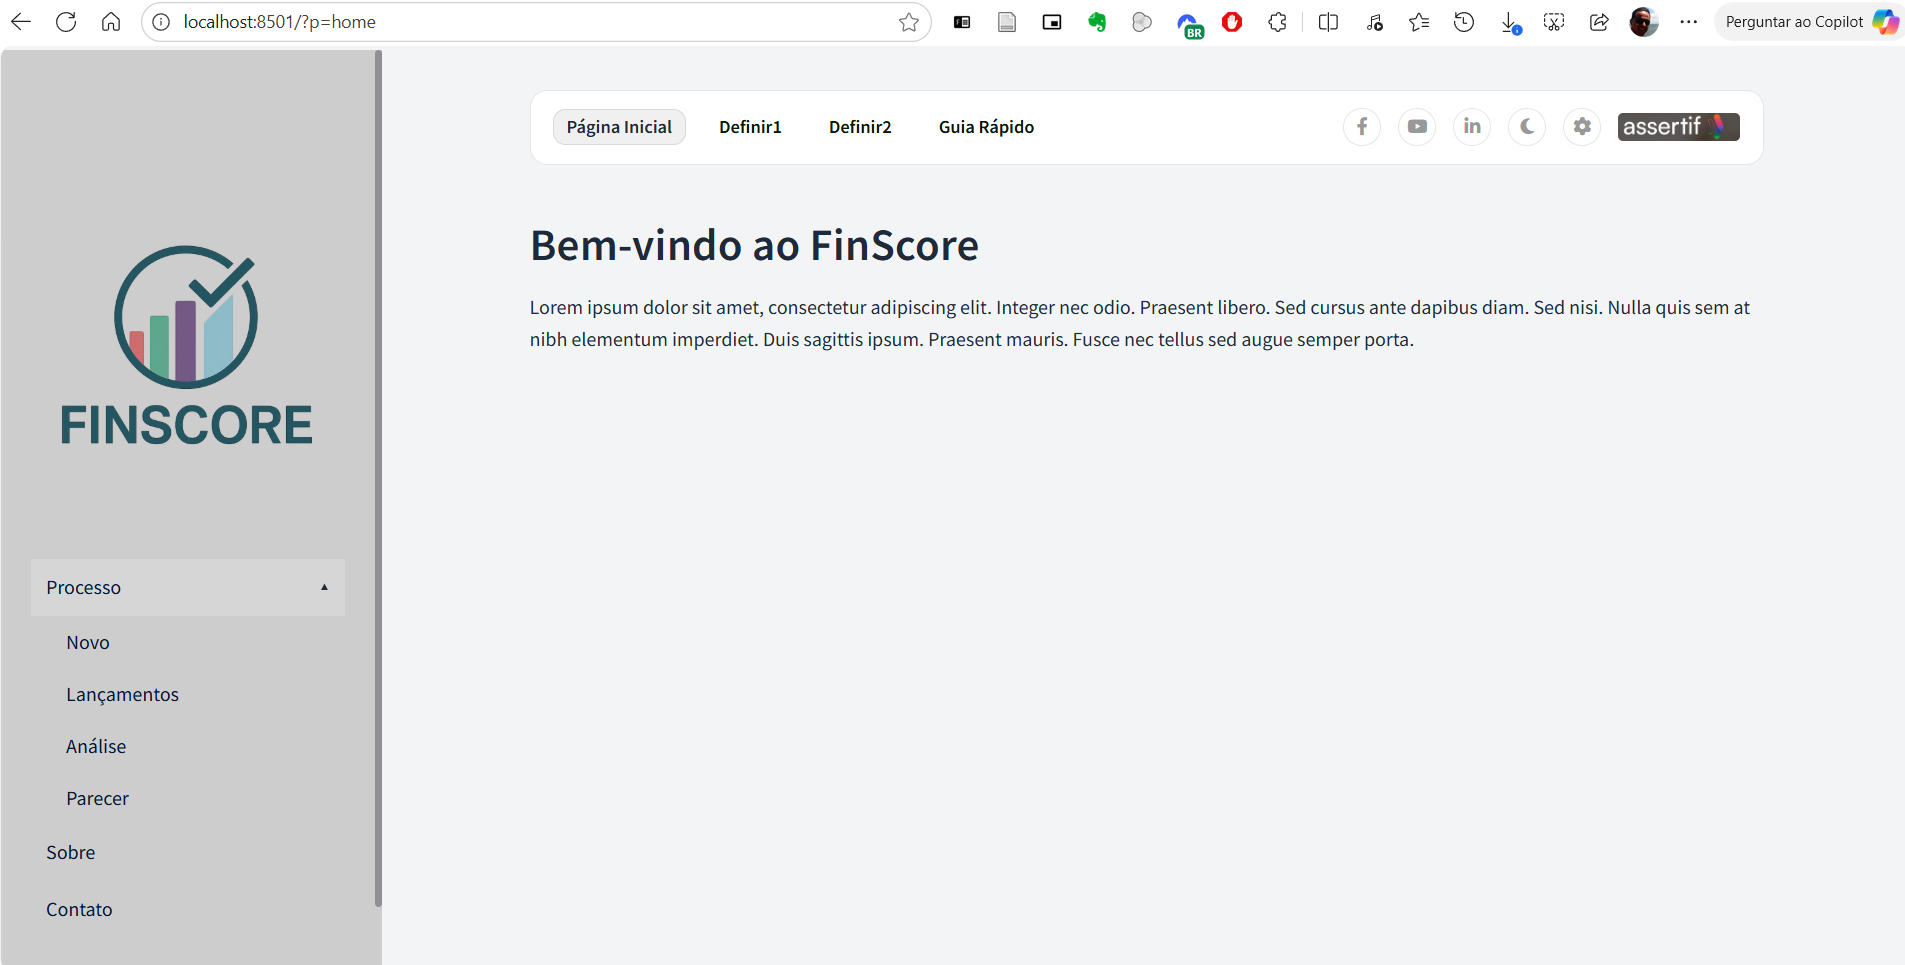 localhost:8501/?p=home
BR
Perguntar ao Copilot
Página Inicial
Definir1
Definir2
Guia Rápido
f
in
assertif
FINSCORE
Bem-vindo ao FinScore
Lorem ipsum dolor sit amet, consectetur adipiscing elit. Integer nec odio. Praesent libero. Sed cursus ante dapibus diam. Sed nisi. Nulla quis sem at
nibh elementum imperdiet. Duis sagittis ipsum. Praesent mauris. Fusce nec tellus sed augue semper porta.
Processo
Novo
Lançamentos
Análise
Parecer
Sobre
Contato